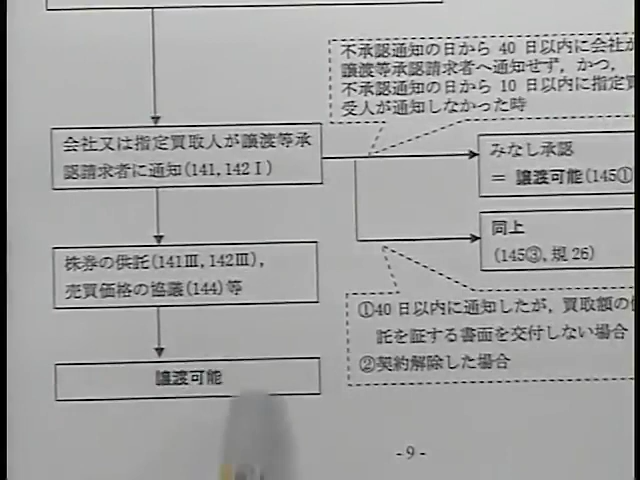 不承認通知の日から 40 日以内に会社が
譲渡等承認請求者へ通知せず，かつ，
不承認通知の日から 10 日以内に指定買
受人が通知しなかった時
会社又は指定買取人が譲渡等承
認請求者に通知(141,142Ⅰ)
みなし承認
＝ 譲渡可能(145①
同上
(145③, 規 26)
株券の供託(141Ⅲ, 142Ⅲ),
売買価格の協議(144)等
①40 日以内に通知したが，買取額の
託を証する書面を交付しない場合
②契約解除した場合
譲渡可能
- 9 -